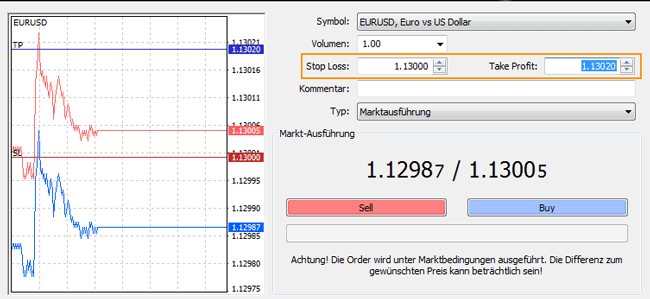 EURUSD
TP
SL
1.13021
1.13020
1.13016
1.13011
1.13005
1.13000
1.12995
1.12990
1.12987
1.12985
1.12980
1.12975
Symbol: EURUSD, Euro vs US Dollar
Volumen: 1.00
Stop Loss: 1.13000 Take Profit: 1.13020
Kommentar:
Typ: Marktausführung
Markt-Ausführung
1.12987 / 1.13005
Sell Buy
Achtung! Die Order wird unter Marktbedingungen ausgeführt. Die Differenz zum
gewünschten Preis kann beträchtlich sein!